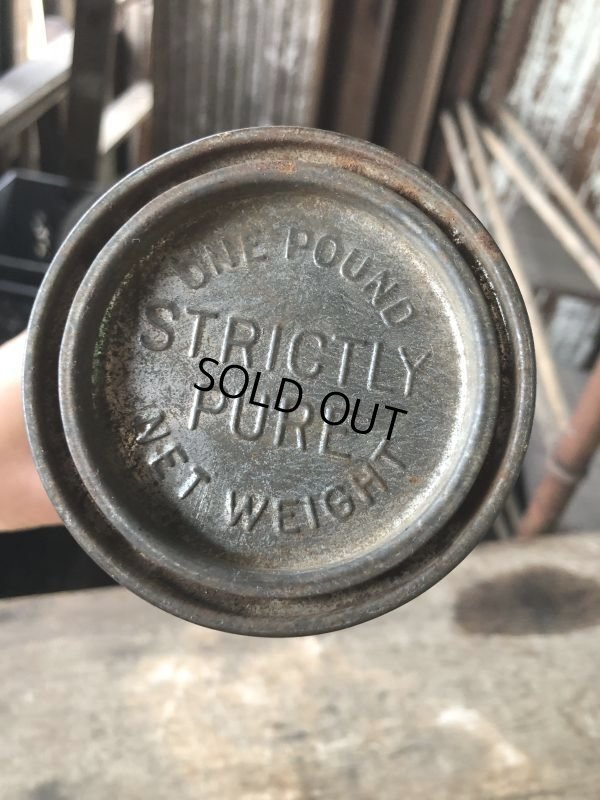 ONE POUND
STRICTLY
PURE
NET WEIGHT
SOLD OUT